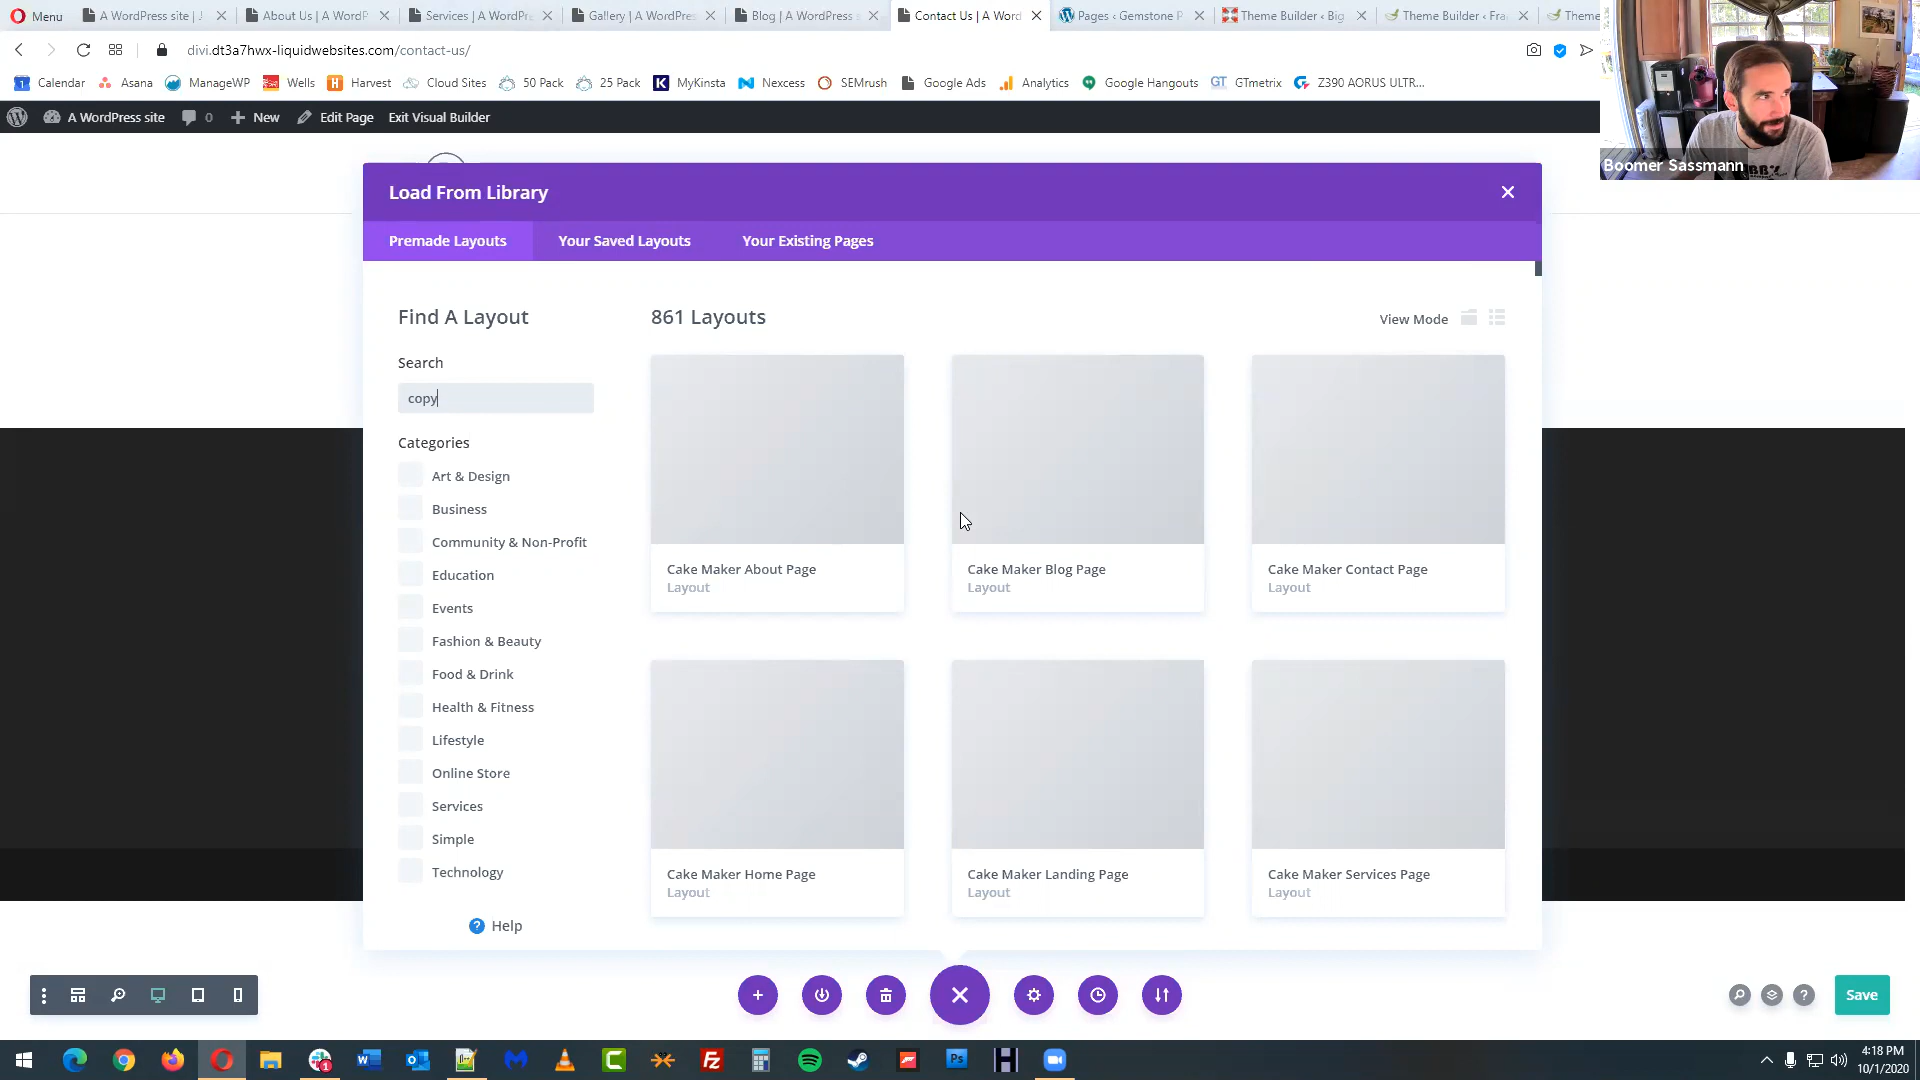 Menu
A WordPress site | J
About Us | A WordP
Services | A WordPre
Gallery | A WordPres
Blog | A WordPress s
Contact Us | A Word
Pages ‹ Gemstone P
Theme Builder ‹ Big
Theme Builder ‹ Fra
Theme
divi.dt3a7hwx-liquidwebsites.com/contact-us/
Calendar
Asana
ManageWP
Wells
Harvest
Cloud Sites
50 Pack
25 Pack
MyKinsta
Nexcess
SEMrush
Google Ads
Analytics
Google Hangouts
GTmetrix
Z390 AORUS ULTR...
A WordPress site
0
New
Edit Page
Exit Visual Builder
Boomer Sassmann
Load From Library
Premade Layouts
Your Saved Layouts
Your Existing Pages
Find A Layout
861 Layouts
View Mode
Search
copy
Categories
Art & Design
Business
Community & Non-Profit
Education
Events
Fashion & Beauty
Food & Drink
Health & Fitness
Lifestyle
Online Store
Services
Simple
Technology
Help
Cake Maker About Page
Layout
Cake Maker Blog Page
Layout
Cake Maker Contact Page
Layout
Cake Maker Home Page
Layout
Cake Maker Landing Page
Layout
Cake Maker Services Page
Layout
Save
4:18 PM
10/1/2020